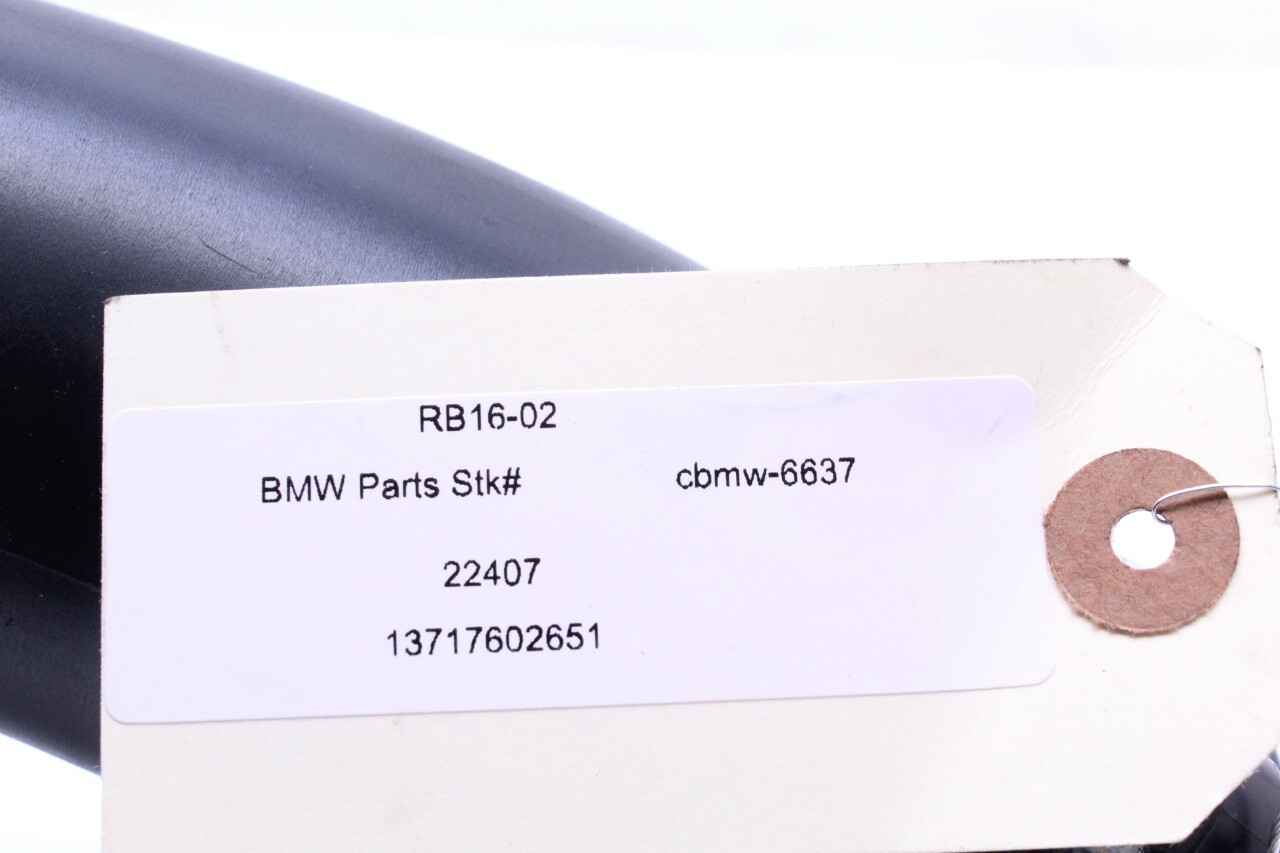 RB16-02
BMW Parts Stk# cbmw-6637
22407
13717602651